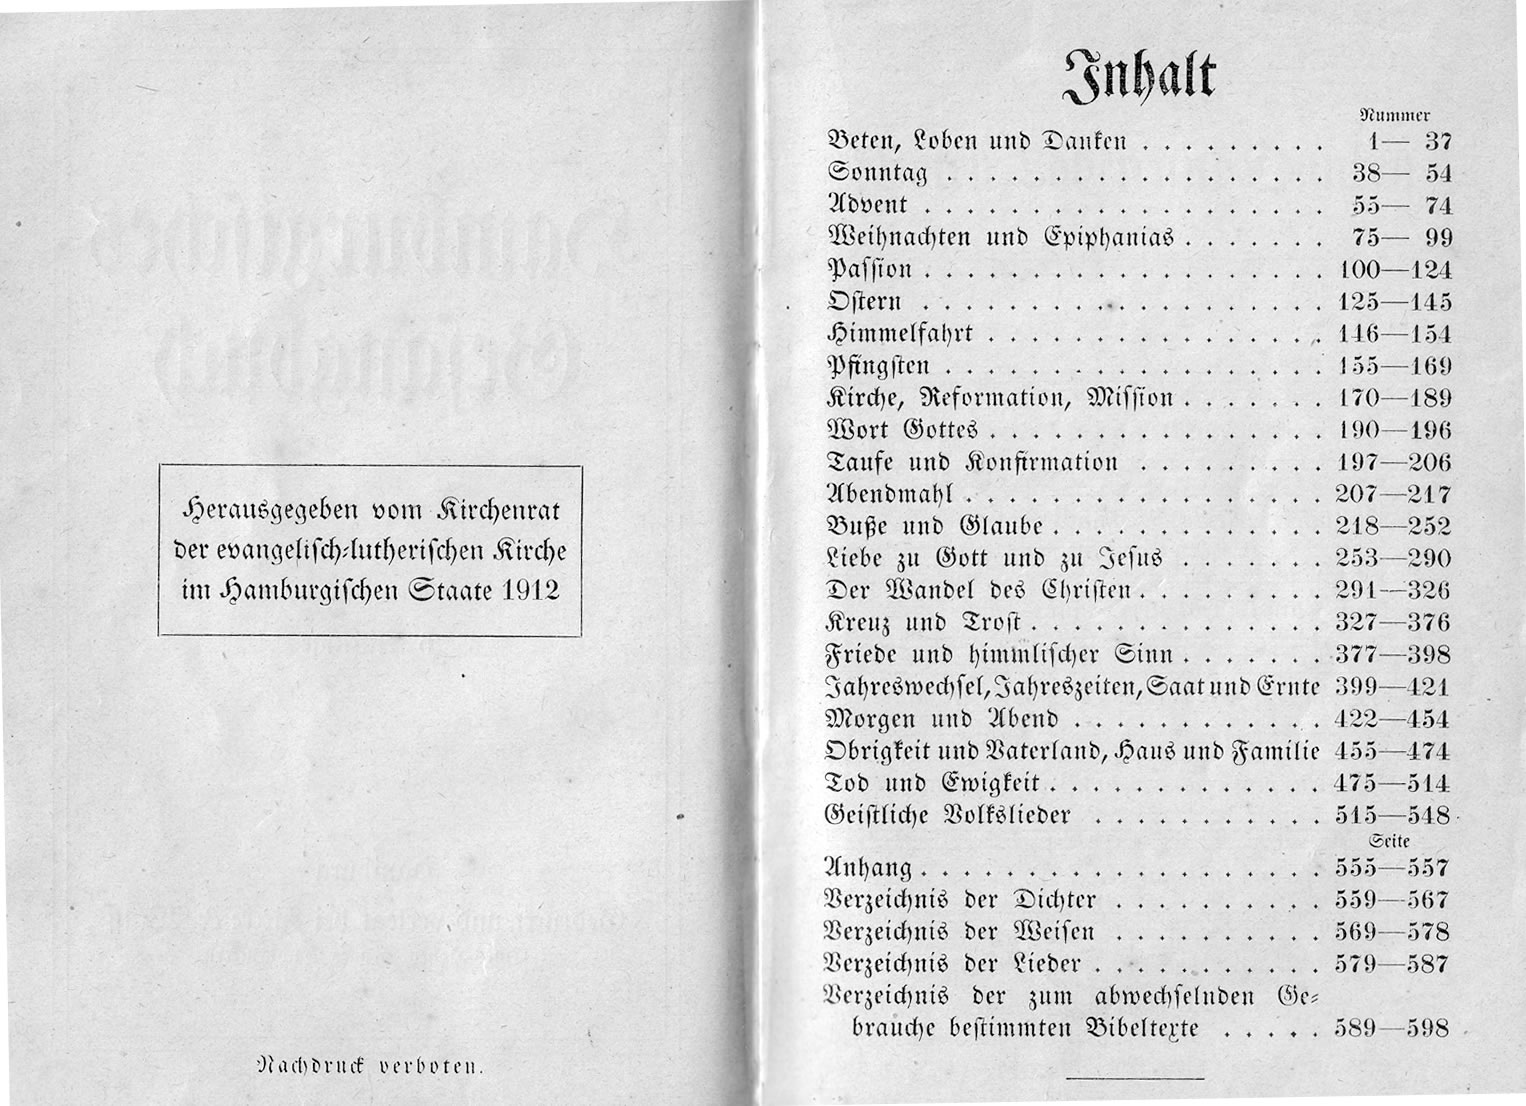 Herausgegeben vom Kirchenrat
der evangelisch-lutherischen Kirche
im Hamburgischen Staate 1912
Nachdruck verboten.
Inhalt
Nummer
Beten, Loben und Danken . . . . . . . . . 1— 37
Sonntag . . . . . . . . . . . . . . . . . . 38— 54
Advent . . . . . . . . . . . . . . . . . . . 55— 74
Weihnachten und Epiphanias . . . . . . . 75— 99
Passion . . . . . . . . . . . . . . . . . . . 100—124
Ostern . . . . . . . . . . . . . . . . . . . 125—145
Himmelfahrt . . . . . . . . . . . . . . . . 146—154
Pfingsten . . . . . . . . . . . . . . . . . . 155—169
Kirche, Reformation, Mission . . . . . . . 170—189
Wort Gottes . . . . . . . . . . . . . . . . 190—196
Taufe und Konfirmation . . . . . . . . . 197—206
Abendmahl . . . . . . . . . . . . . . . . . 207—217
Buße und Glaube . . . . . . . . . . . . . 218—252
Liebe zu Gott und zu Jesus . . . . . . . 253—290
Der Wandel des Christen . . . . . . . . . 291—326
Kreuz und Trost . . . . . . . . . . . . . . 327—376
Friede und himmlischer Sinn . . . . . . . 377—398
Jahreswechsel, Jahreszeiten, Saat und Ernte 399—421
Morgen und Abend . . . . . . . . . . . . 422—454
Obrigkeit und Vaterland, Haus und Familie 455—474
Tod und Ewigkeit . . . . . . . . . . . . . 475—514
Geistliche Volkslieder . . . . . . . . . . . 515—548
Seite
Anhang . . . . . . . . . . . . . . . . . . . 555—557
Verzeichnis der Dichter . . . . . . . . . . 559—567
Verzeichnis der Weisen . . . . . . . . . . 569—578
Verzeichnis der Lieder . . . . . . . . . . . 579—587
Verzeichnis der zum abwechselnden Ge-
brauche bestimmten Bibeltexte . . . . . 589—598